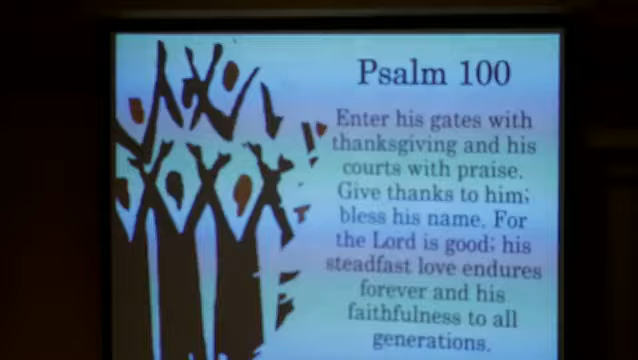 Psalm 100
Enter his gates with
thanksgiving and his
courts with praise.
Give thanks to him;
bless his name. For
the Lord is good; his
steadfast love endures
forever and his
faithfulness to all
generations.